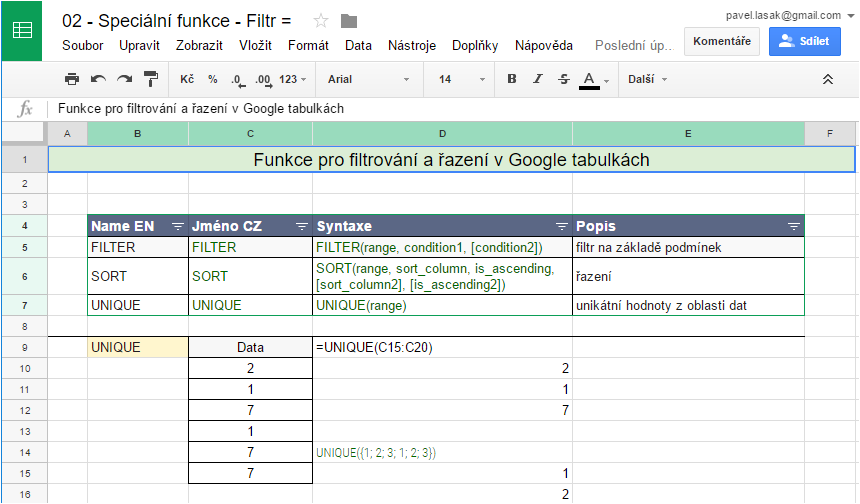 02 - Speciální funkce - Filtr =
pavel.lasak@gmail.com
Soubor Upravit Zobrazit Vložit Formát Data Nástroje Doplňky Nápověda Poslední úp..
Komentáře
Sdílet
Kč % .0 .00 123 Arial 14 B I S A Další
fx Funkce pro filtrování a řazení v Google tabulkách
A B C D E F
1 Funkce pro filtrování a řazení v Google tabulkách
2
3
4 Name EN Jméno CZ Syntaxe Popis
5 FILTER FILTER FILTER(range, condition1, [condition2]) filtr na základě podmínek
6 SORT SORT SORT(range, sort_column, is_ascending,
[sort_column2], [is_ascending2]) řazení
7 UNIQUE UNIQUE UNIQUE(range) unikátní hodnoty z oblasti dat
8
9 UNIQUE Data =UNIQUE(C15:C20)
10 2 2
11 1 1
12 7 7
13 1
14 7 UNIQUE({1; 2; 3; 1; 2; 3})
15 7 1
16 2